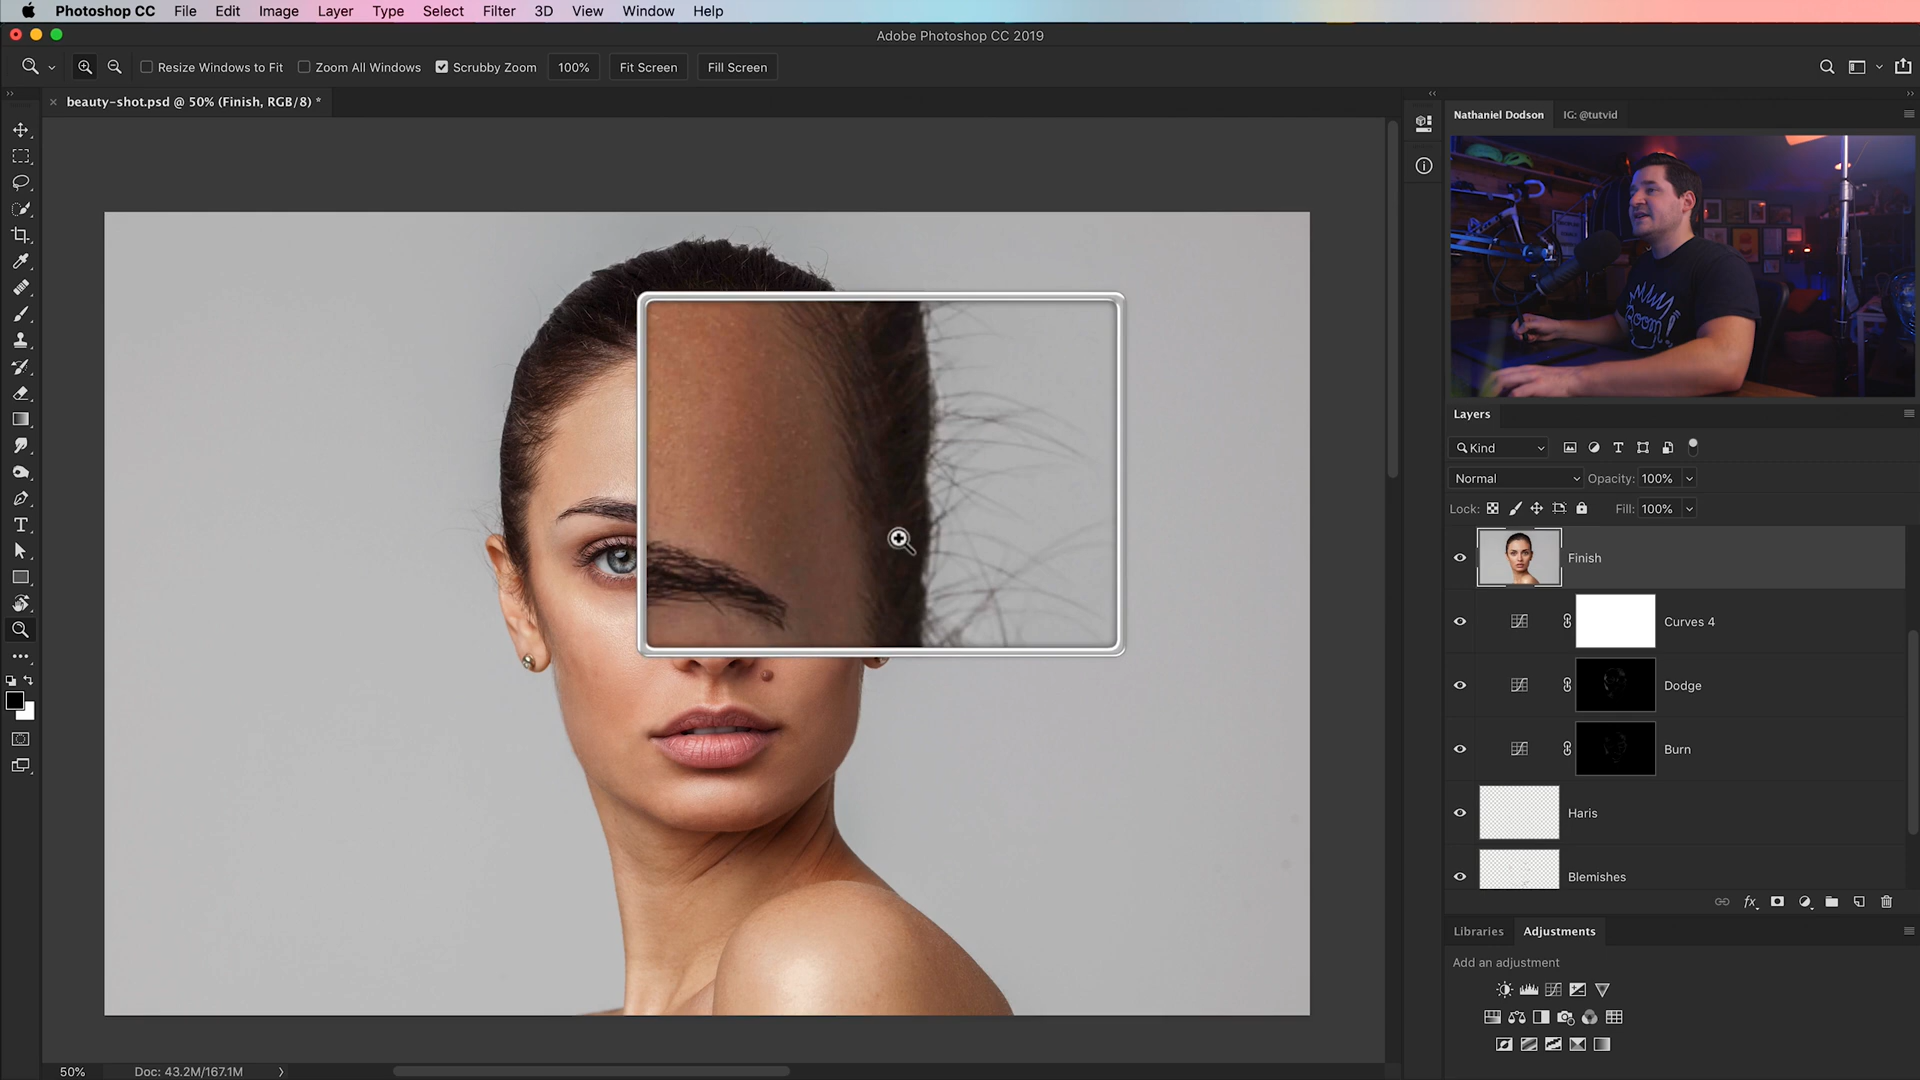 Photoshop CC File Edit Image Layer Type Select Filter 3D View Window Help
Adobe Photoshop CC 2019
Resize Windows to Fit Zoom All Windows Scrubby Zoom 100% Fit Screen Fill Screen
beauty-shot.psd @ 50% (Finish, RGB/8) *
Nathaniel Dodson IG: @tutvid
Boom!
Layers
Kind
Normal Opacity: 100%
Lock: Fill: 100%
Finish
Curves 4
Dodge
Burn
Haris
Blemishes
Libraries Adjustments
Add an adjustment
50% Doc: 43.2M/167.1M